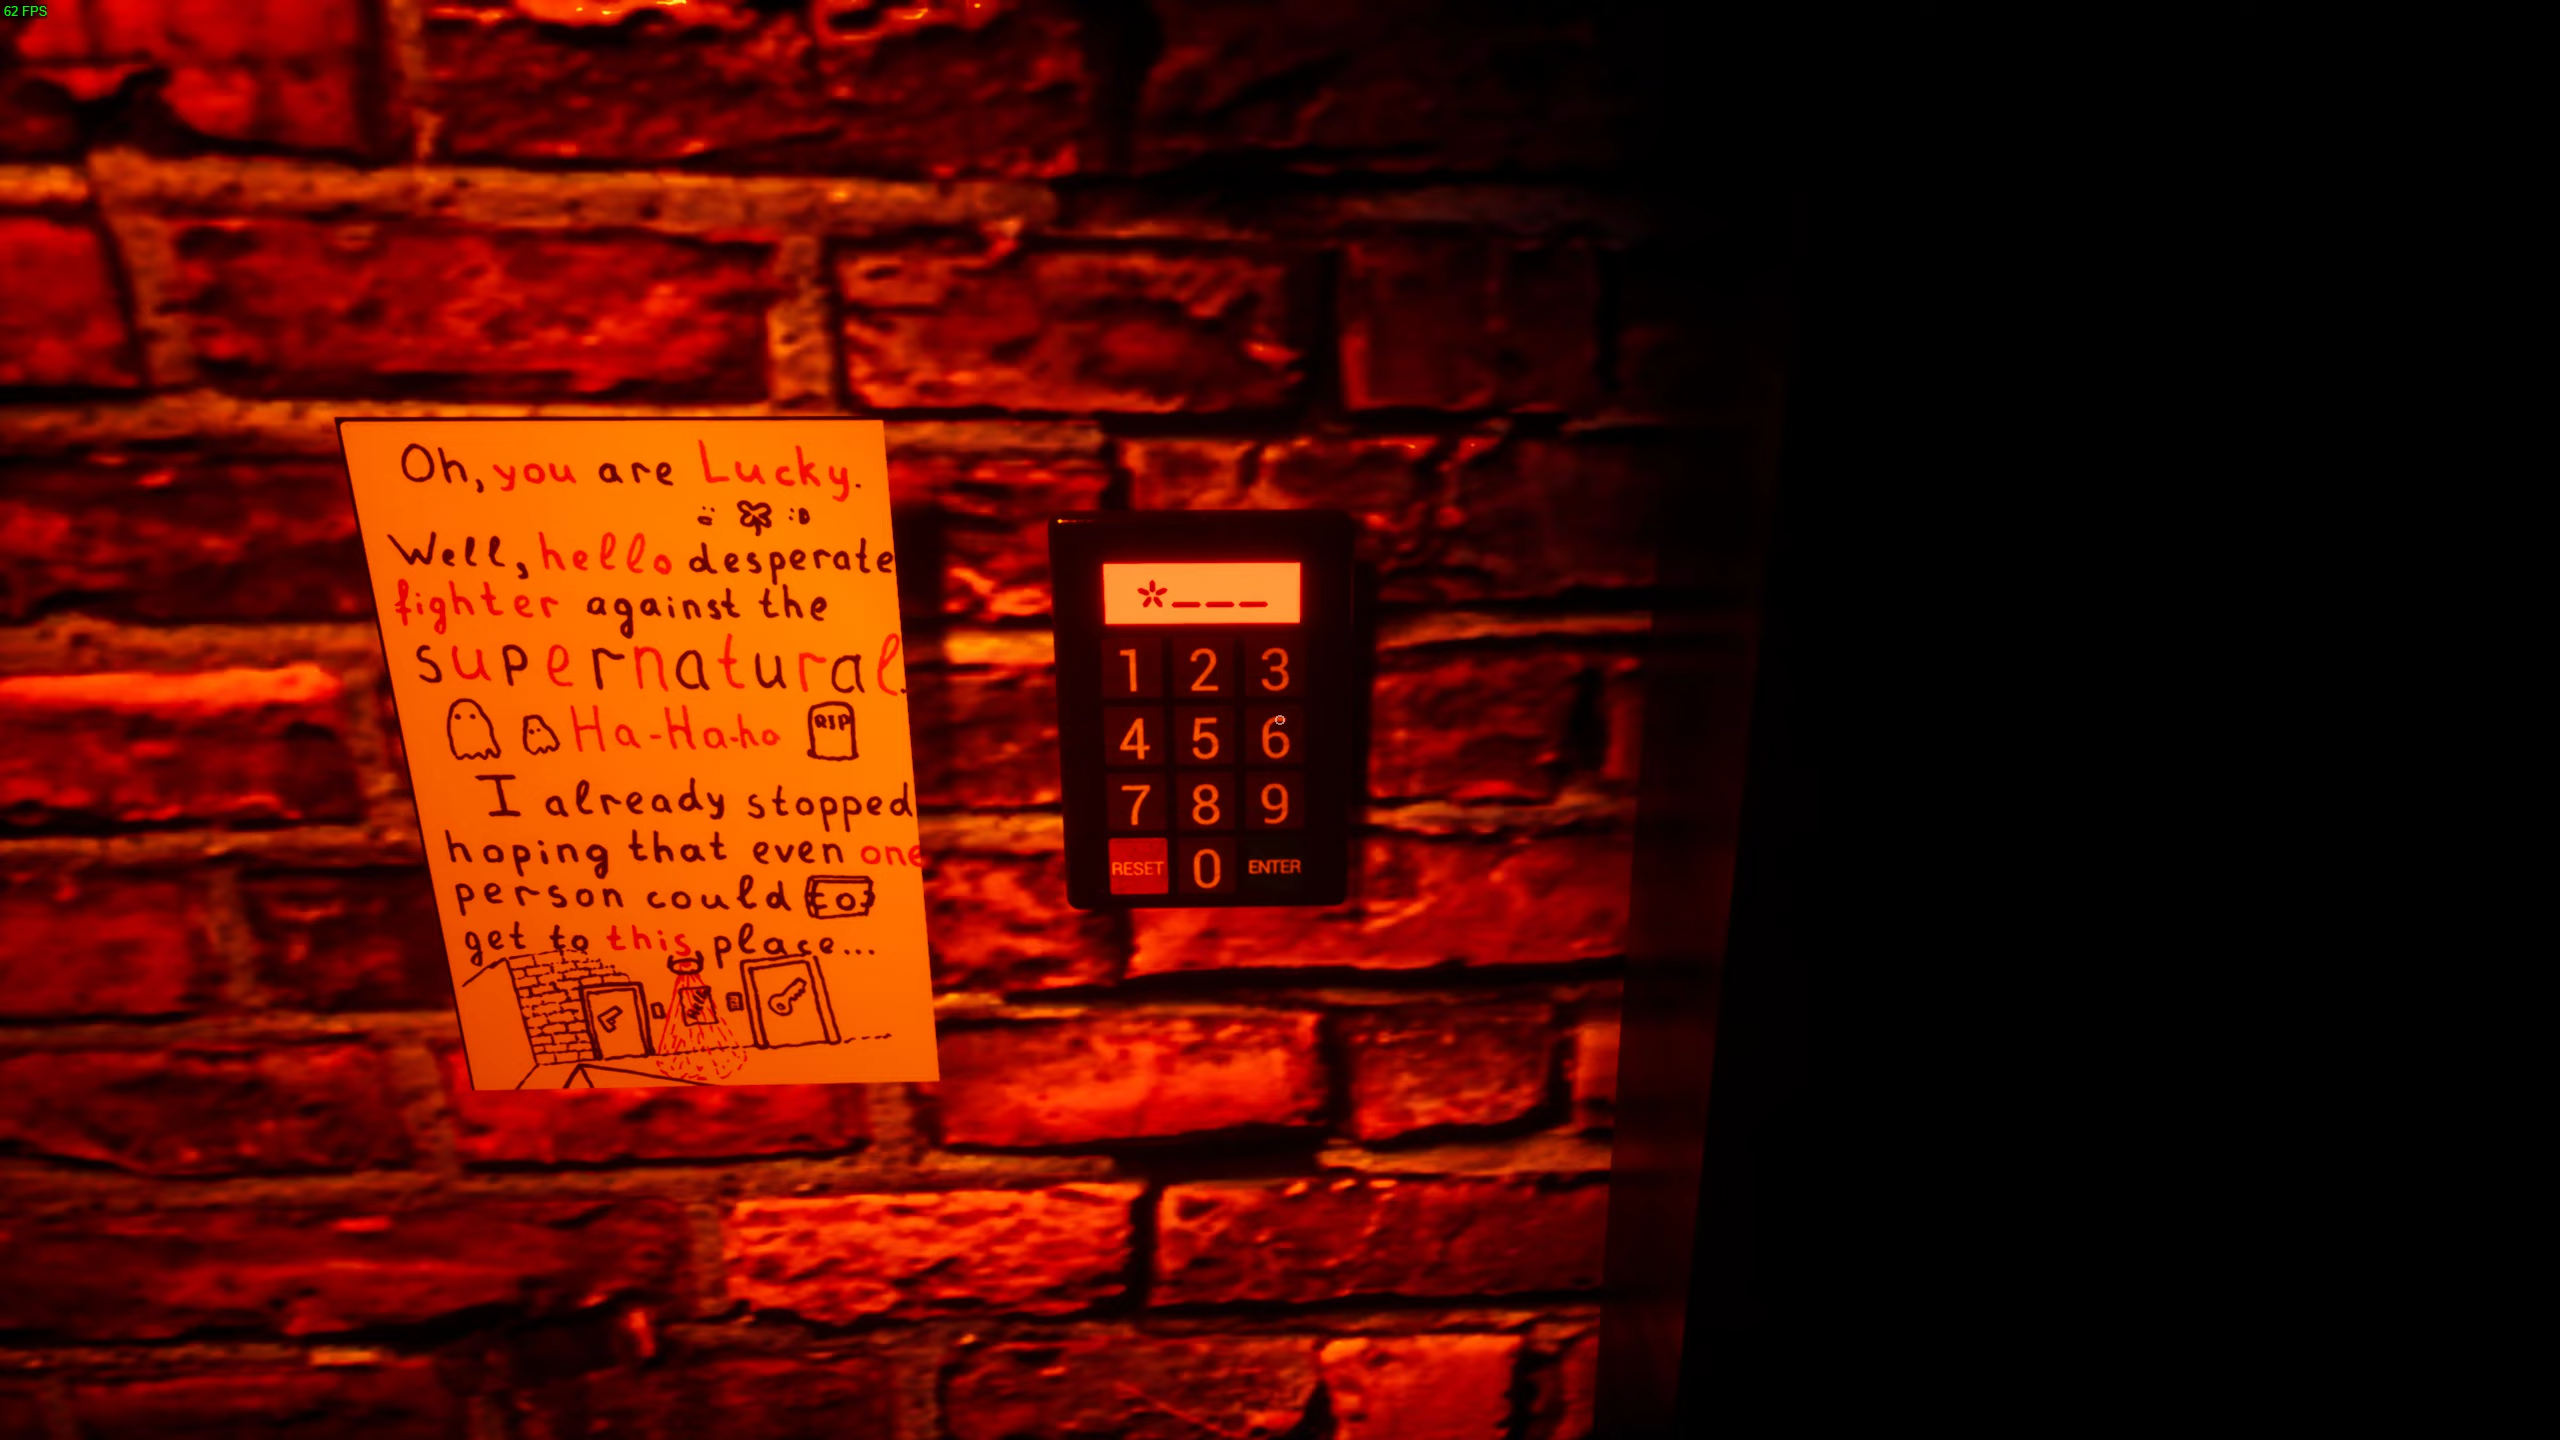 62 FPS
Oh, you are Lucky.
Well, hello desperate
fighter against the
supernatural.
Ha-Ha-ha
RIP
I already stopped
hoping that even one
person could
get to this place...
*___
1 2 3
4 5 6
7 8 9
RESET 0 ENTER